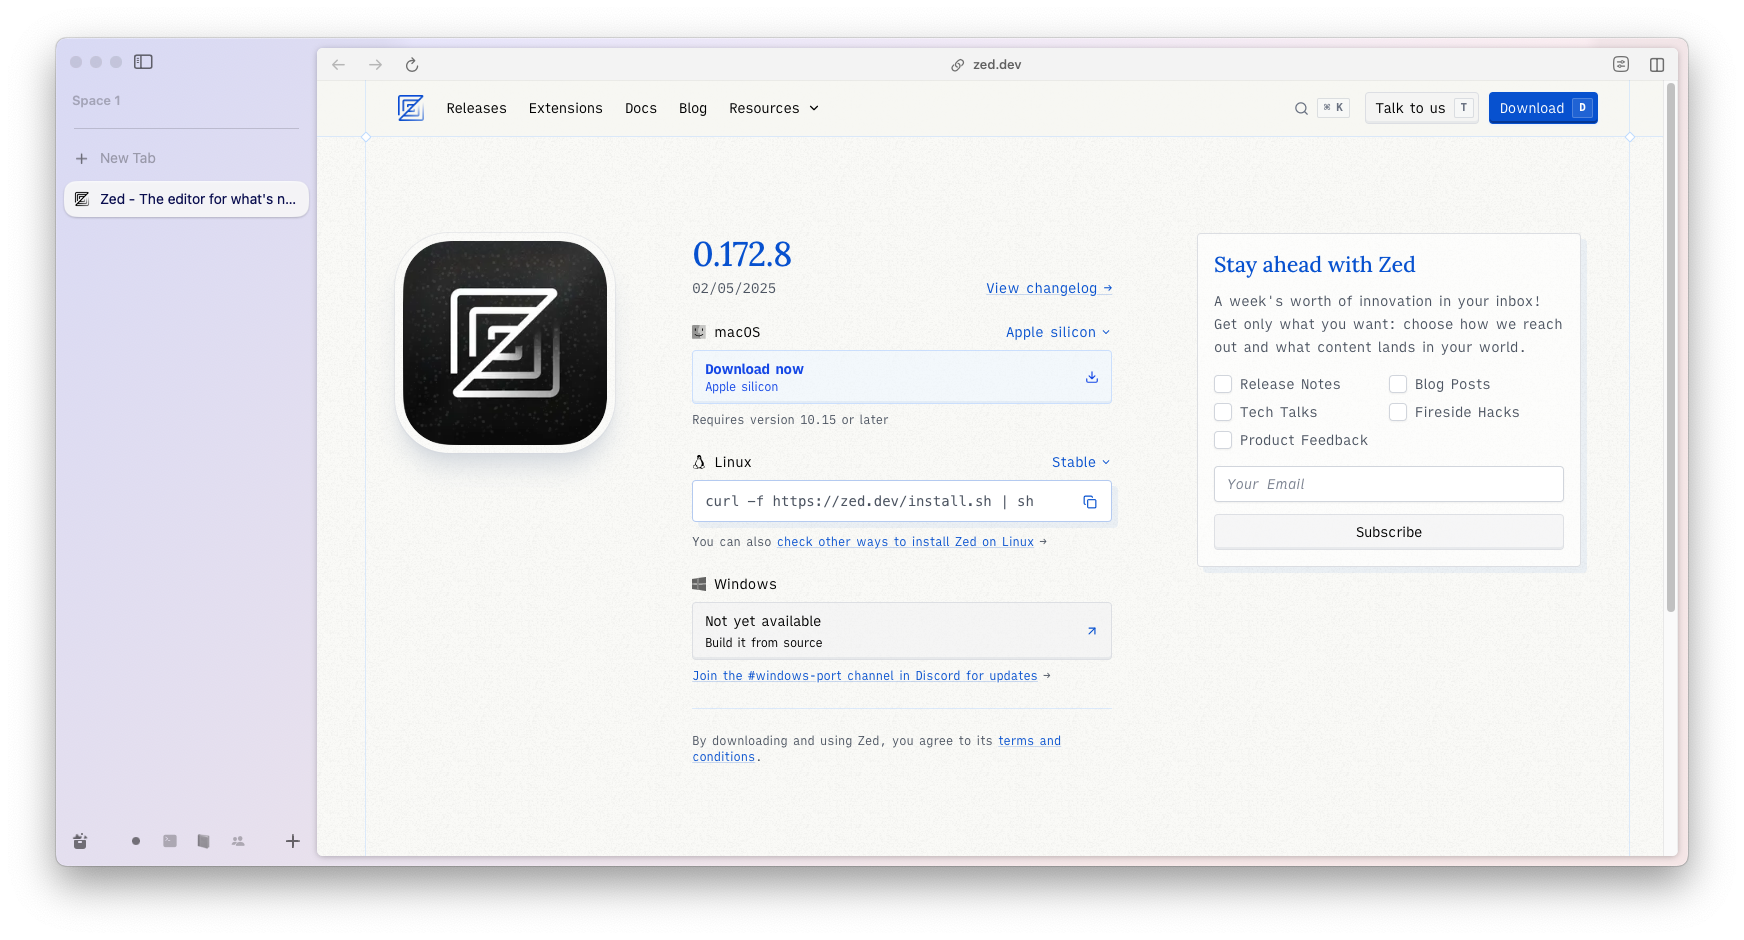 Space 1
New Tab
Zed - The editor for what's n...
zed.dev
Releases Extensions Docs Blog Resources
⌘ K
Talk to us T
Download D
0.172.8
02/05/2025
View changelog →
macOS
Apple silicon
Download now
Apple silicon
Requires version 10.15 or later
Linux
Stable
curl -f https://zed.dev/install.sh | sh
You can also check other ways to install Zed on Linux →
Windows
Not yet available
Build it from source
Join the #windows-port channel in Discord for updates →
By downloading and using Zed, you agree to its terms and
conditions.
Stay ahead with Zed
A week's worth of innovation in your inbox!
Get only what you want: choose how we reach
out and what content lands in your world.
Release Notes Blog Posts
Tech Talks Fireside Hacks
Product Feedback
Your Email
Subscribe